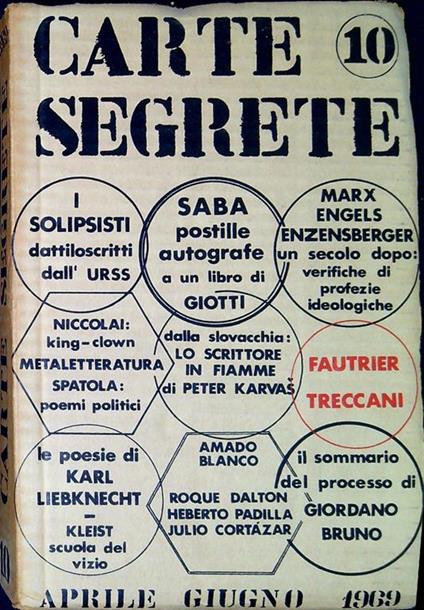 CARTE 10
SEGRETE
I
SOLIPSISTI
dattiloscritti
dall' URSS
SABA
postille
autografe
a un libro di
GIOTTI
MARX
ENGELS
ENZENSBERGER
un secolo dopo:
verifiche di
profezie
ideologiche
NICCOLAI:
king-clown
METALETTERATURA
SPATOLA:
poemi politici
dalla slovacchia:
LO SCRITTORE
IN FIAMME
di PETER KARVAŠ
FAUTRIER
TRECCANI
le poesie di
KARL
LIEBKNECHT
–
KLEIST
scuola del
vizio
AMADO
BLANCO
ROQUE DALTON
HEBERTO PADILLA
JULIO CORTÁZAR
il sommario
del processo di
GIORDANO
BRUNO
APRILE GIUGNO 1969
CARTE SEGRETE
10